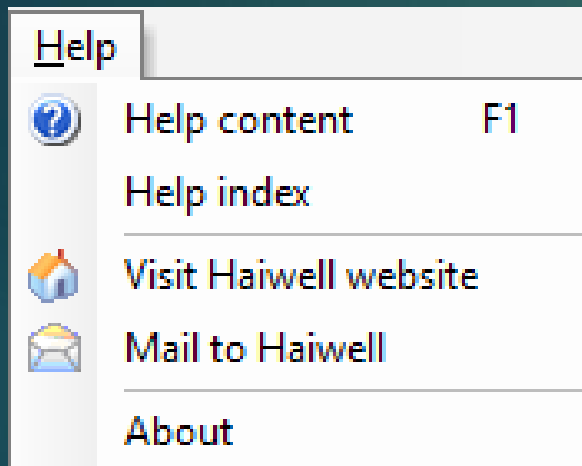 Help
Help content F1
Help index
Visit Haiwell website
Mail to Haiwell
About